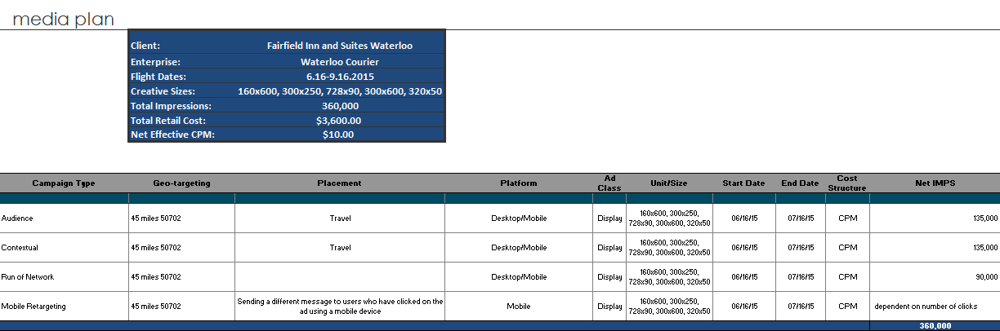 media plan
Client: Fairfield Inn and Suites Waterloo
Enterprise: Waterloo Courier
Flight Dates: 6.16-9.16.2015
Creative Sizes: 160x600, 300x250, 728x90, 300x600, 320x50
Total Impressions: 360,000
Total Retail Cost: $3,600.00
Net Effective CPM: $10.00
Campaign Type Geo-targeting Placement Platform Ad Class Unit/Size Start Date End Date Cost Structure Net IMPS
Audience 45 miles 50702 Travel Desktop/Mobile Display 160x600, 300x250, 728x90, 300x600, 320x50 06/16/15 07/16/15 CPM 135,000
Contextual 45 miles 50702 Travel Desktop/Mobile Display 160x600, 300x250, 728x90, 300x600, 320x50 06/16/15 07/16/15 CPM 135,000
Run of Network 45 miles 50702 Desktop/Mobile Display 160x600, 300x250, 728x90, 300x600, 320x50 06/16/15 07/16/15 CPM 90,000
Mobile Retargeting 45 miles 50702 Sending a different message to users who have clicked on the ad using a mobile device Mobile Display 160x600, 300x250, 728x90, 300x600, 320x50 06/16/15 07/16/15 CPM dependent on number of clicks
360,000